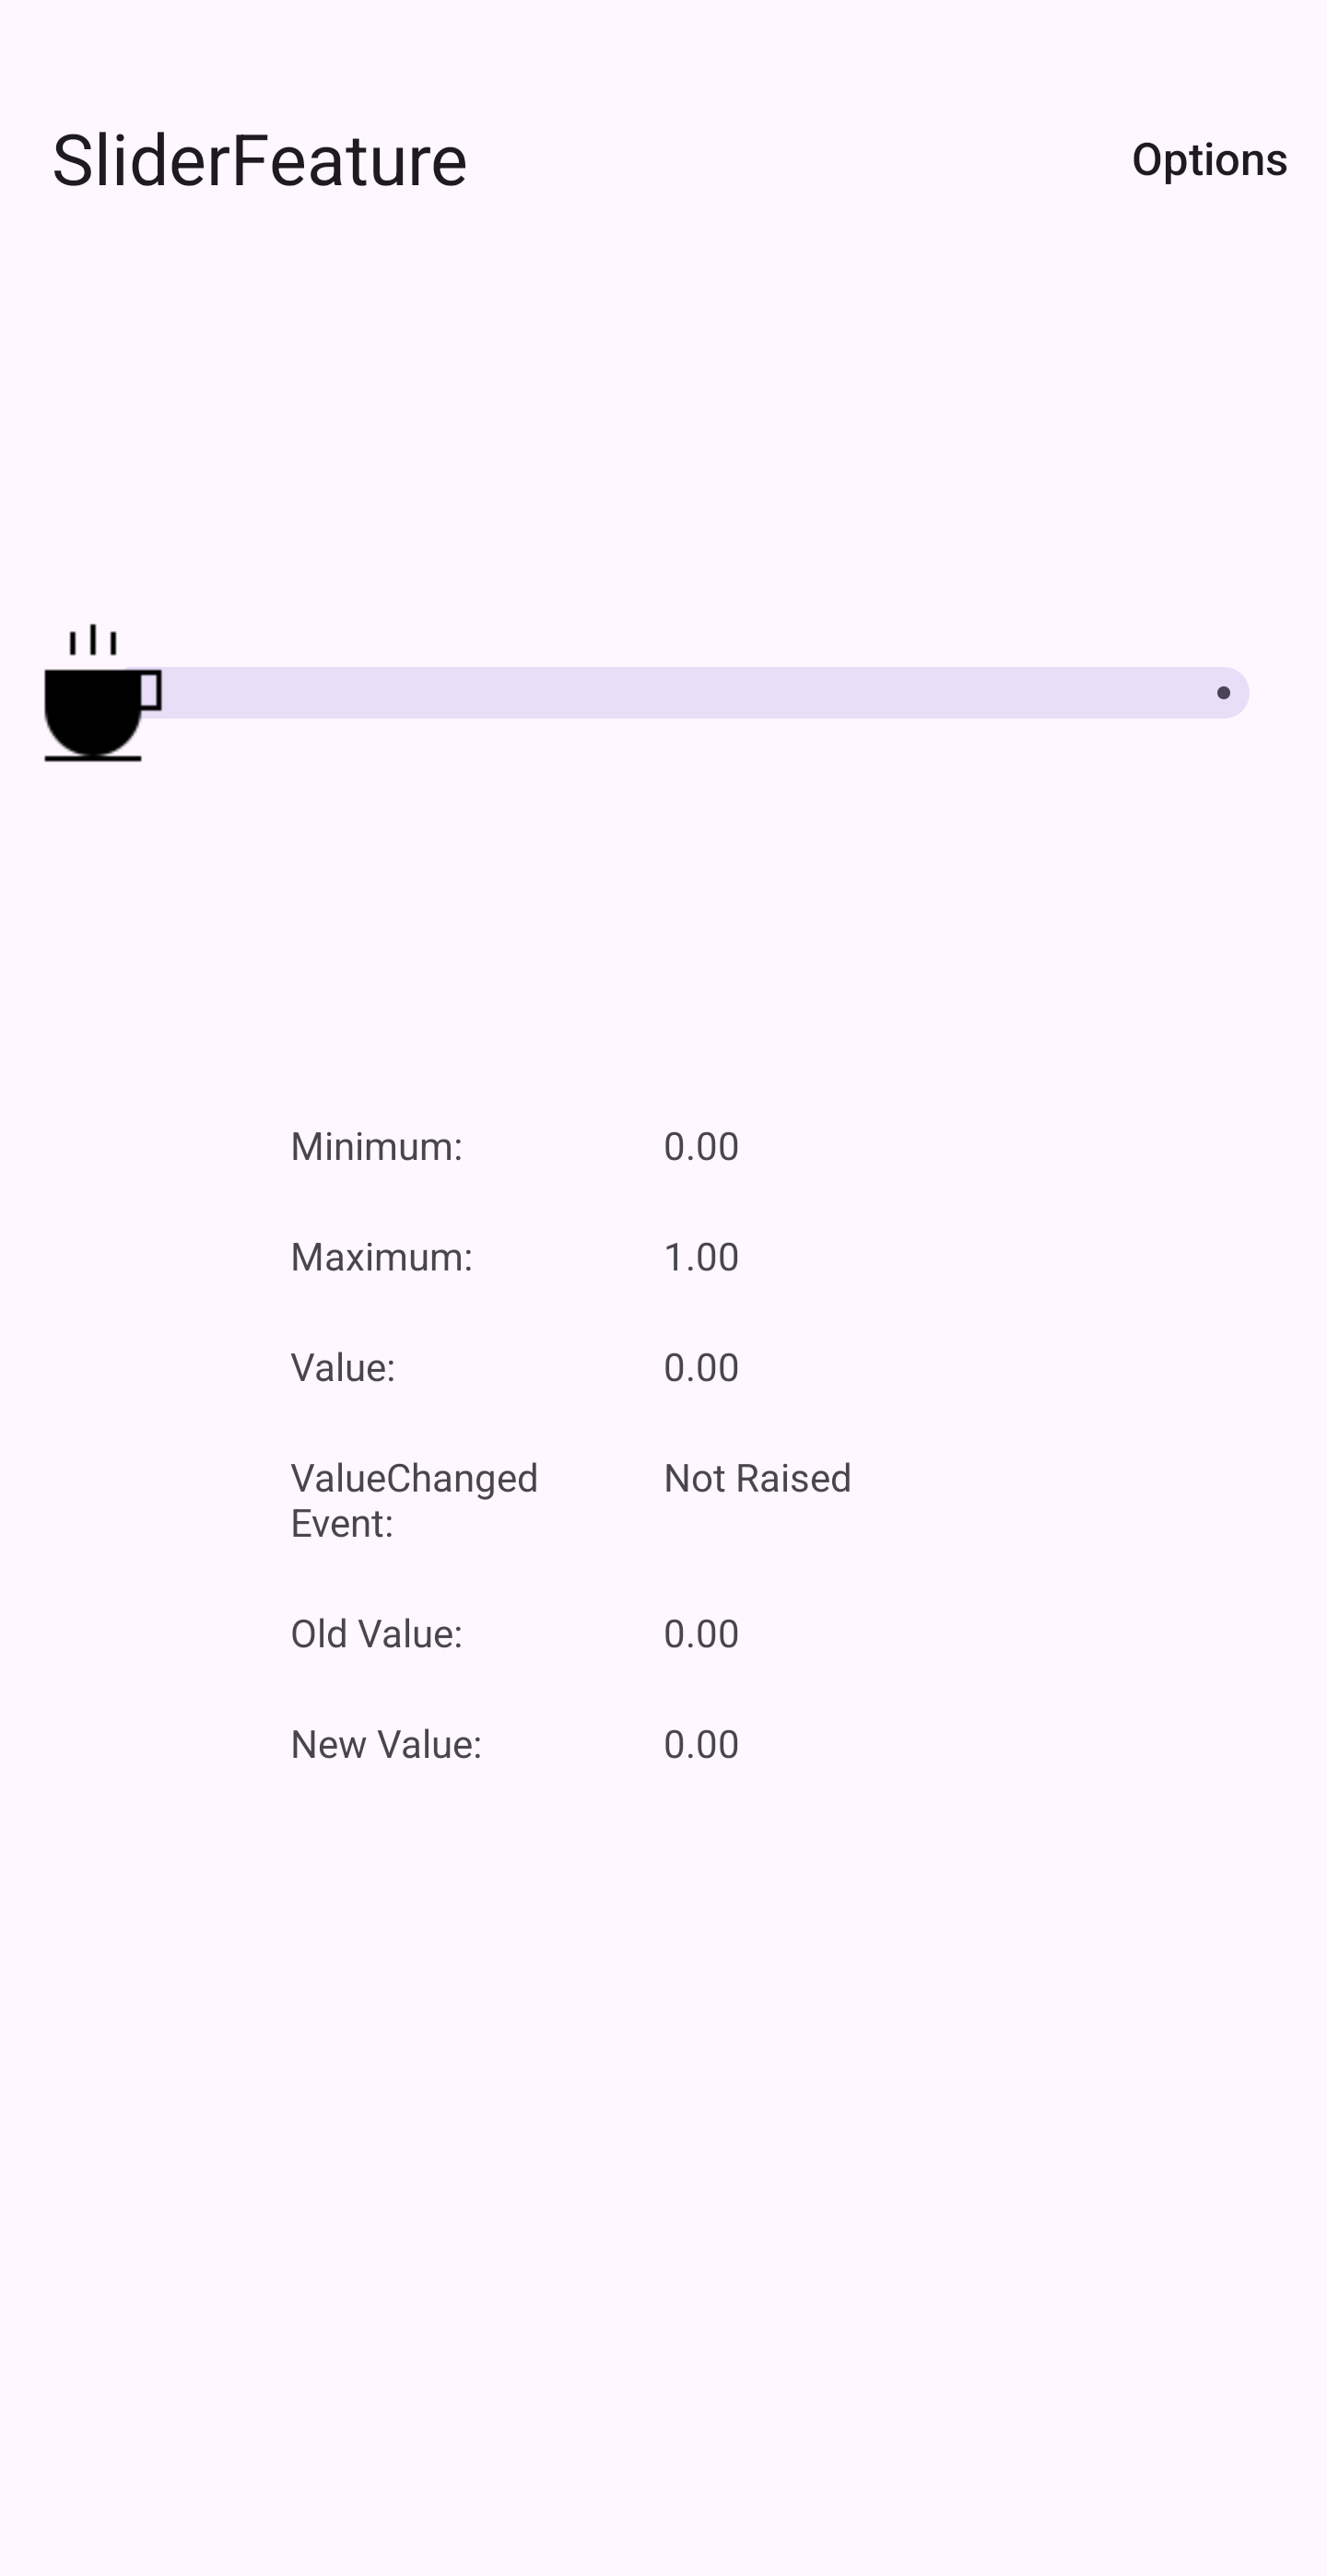 SliderFeature
Options
Minimum: 0.00
Maximum: 1.00
Value: 0.00
ValueChanged Not Raised
Event:
Old Value: 0.00
New Value: 0.00